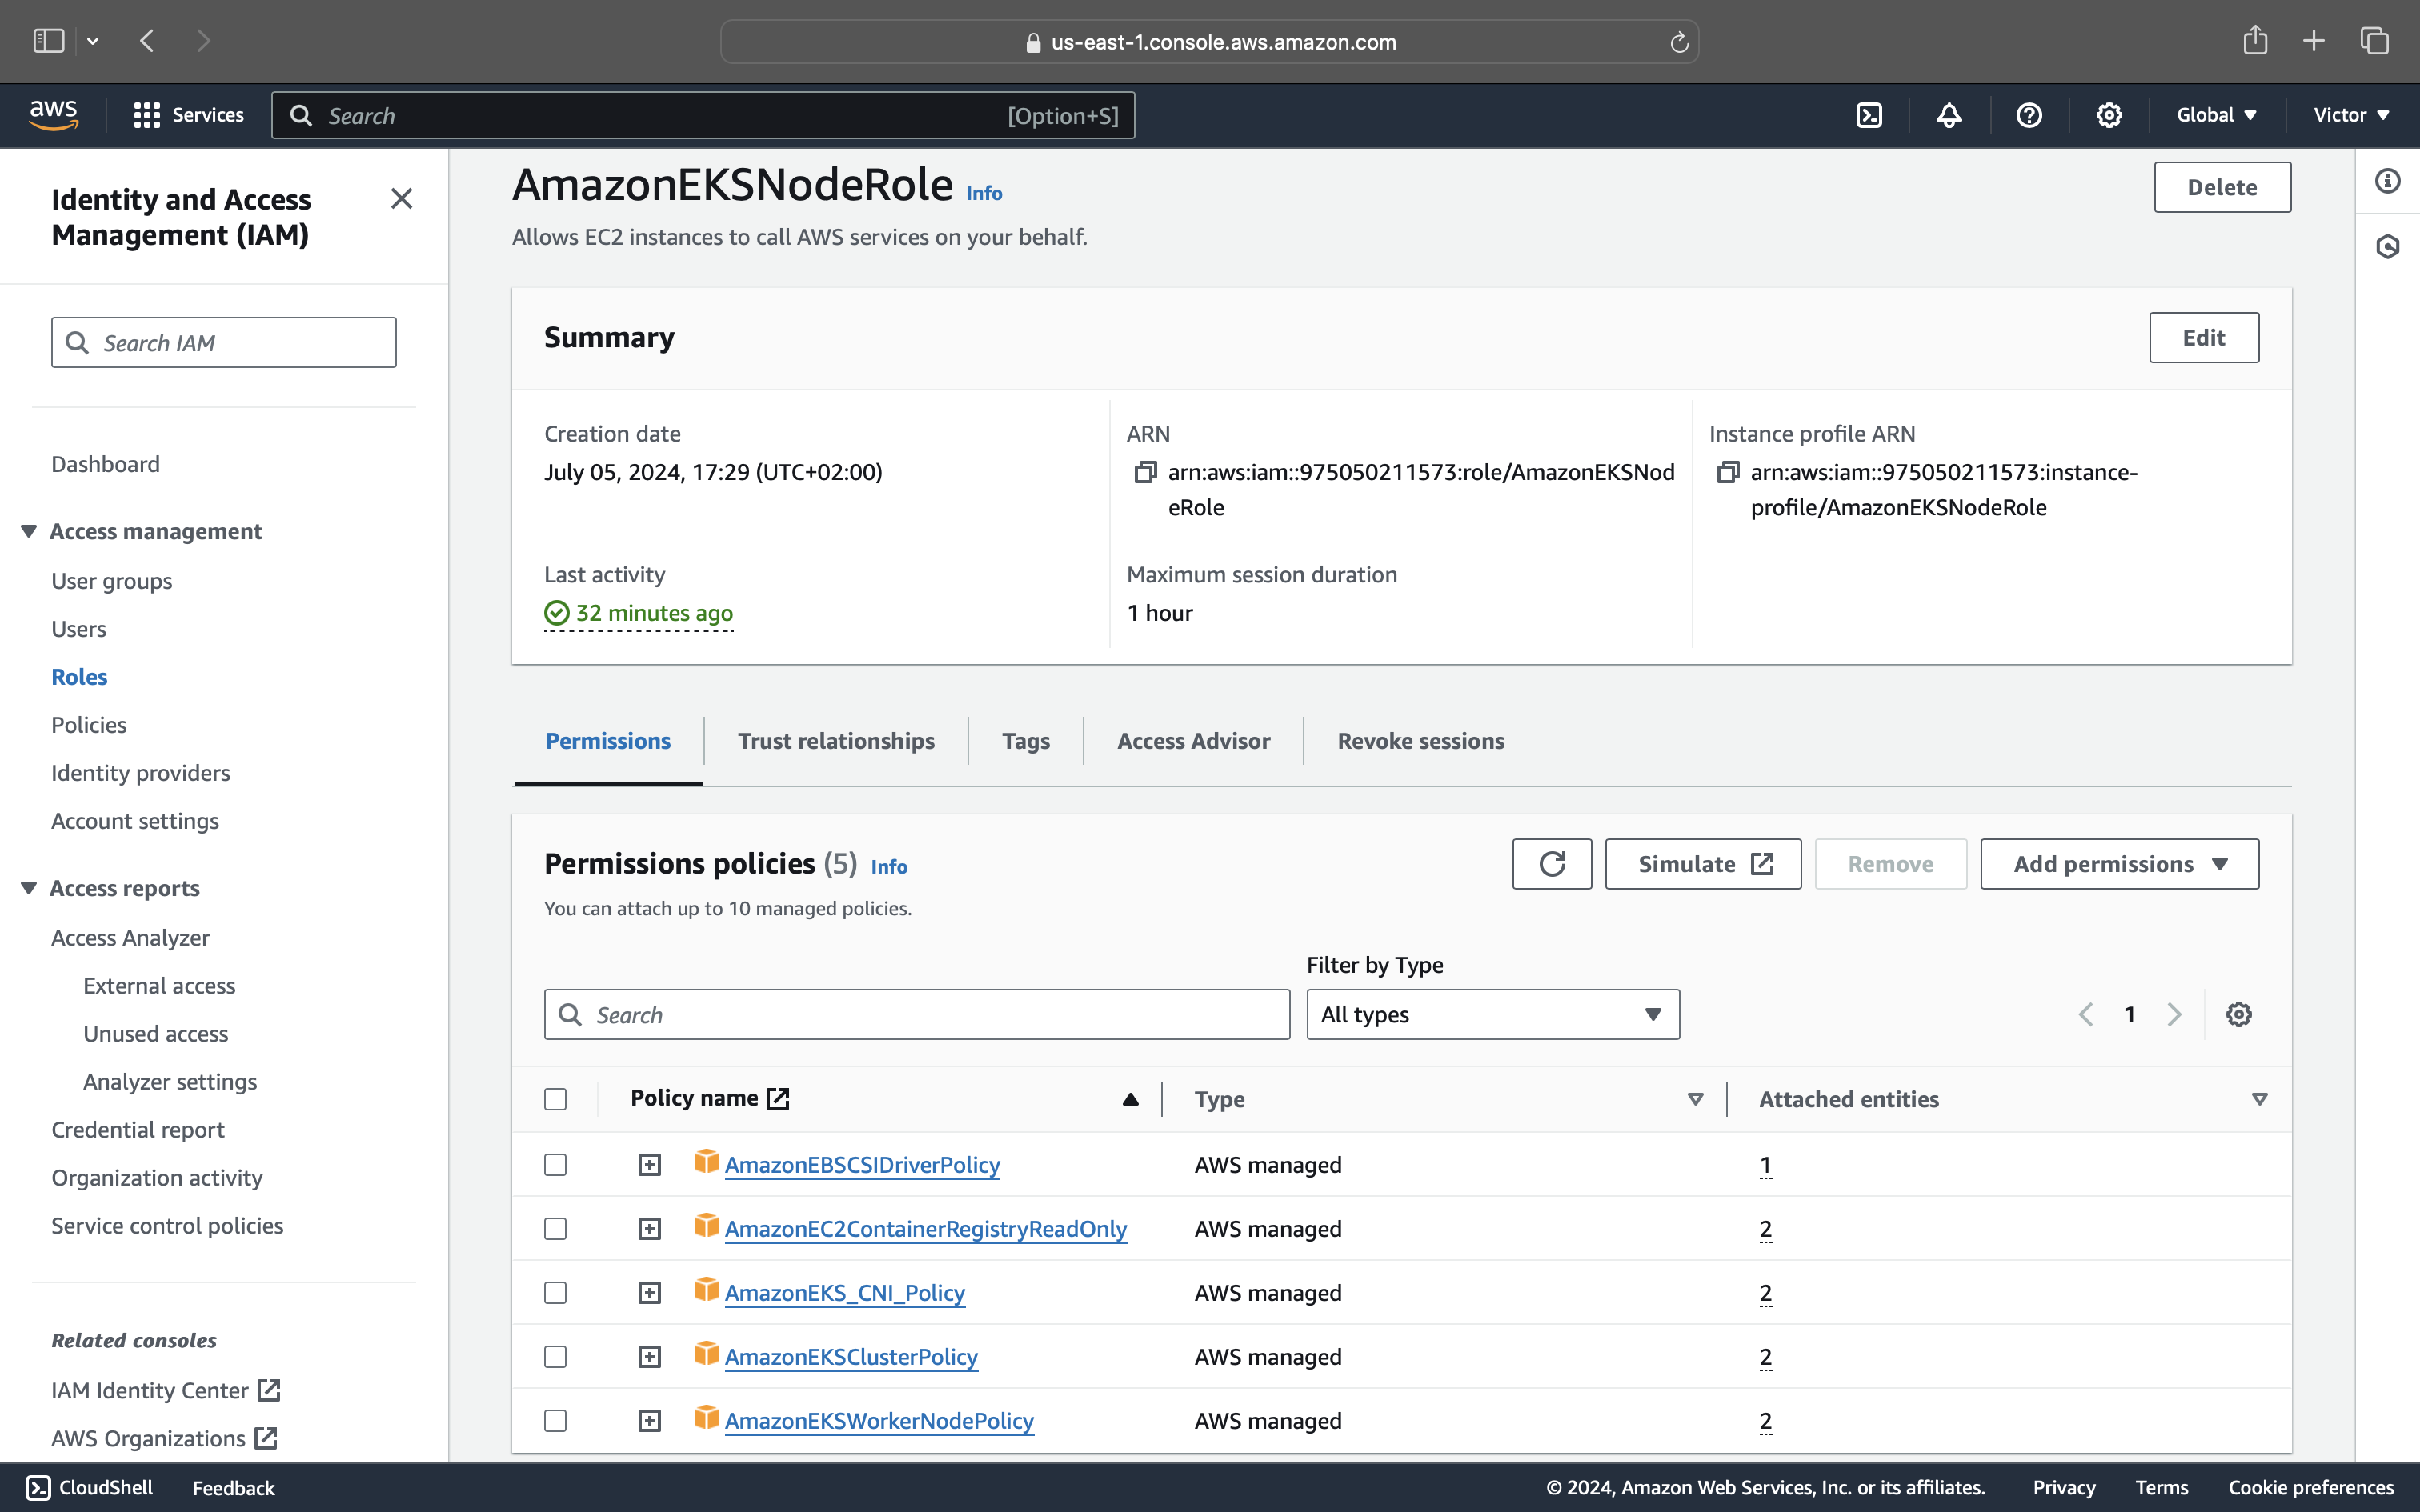 us-east-1.console.aws.amazon.com
aws
Services
Search
[Option+S]
Global
Victor
Identity and Access
Management (IAM)
Search IAM
Dashboard
Access management
User groups
Users
Roles
Policies
Identity providers
Account settings
Access reports
Access Analyzer
External access
Unused access
Analyzer settings
Credential report
Organization activity
Service control policies
Related consoles
IAM Identity Center
AWS Organizations
AmazonEKSNodeRole Info
Delete
Allows EC2 instances to call AWS services on your behalf.
Summary
Edit
Creation date
July 05, 2024, 17:29 (UTC+02:00)
ARN
arn:aws:iam::975050211573:role/AmazonEKSNod
eRole
Instance profile ARN
arn:aws:iam::975050211573:instance-
profile/AmazonEKSNodeRole
Last activity
32 minutes ago
Maximum session duration
1 hour
Permissions
Trust relationships
Tags
Access Advisor
Revoke sessions
Permissions policies (5) Info
Simulate
Remove
Add permissions
You can attach up to 10 managed policies.
Filter by Type
Search
All types
1
Policy name
Type
Attached entities
AmazonEBSCSIDriverPolicy AWS managed 1
AmazonEC2ContainerRegistryReadOnly AWS managed 2
AmazonEKS_CNI_Policy AWS managed 2
AmazonEKSClusterPolicy AWS managed 2
AmazonEKSWorkerNodePolicy AWS managed 2
CloudShell
Feedback
© 2024, Amazon Web Services, Inc. or its affiliates.
Privacy
Terms
Cookie preferences